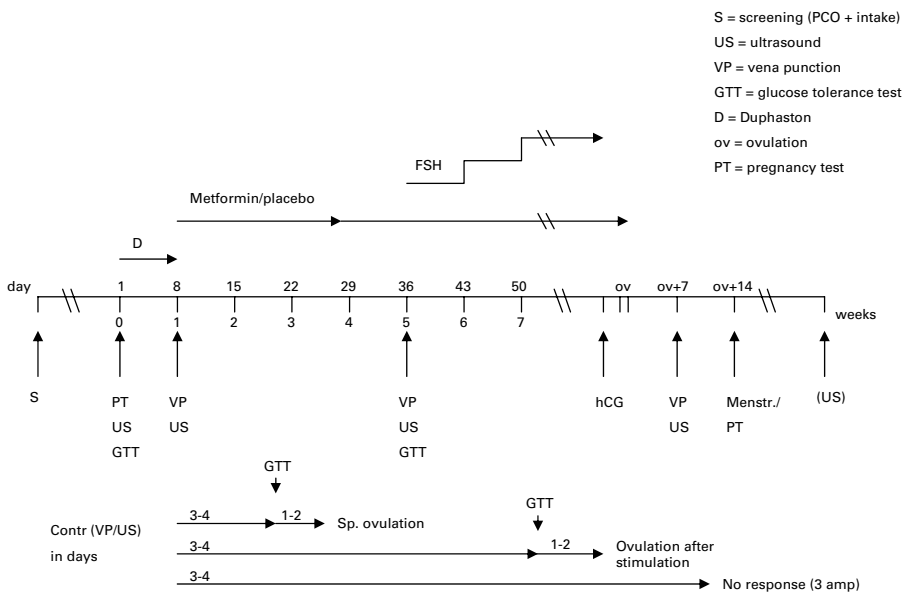 S = screening (PCO + intake)
US = ultrasound
VP = vena punction
GTT = glucose tolerance test
D = Duphaston
ov = ovulation
PT = pregnancy test
FSH
Metformin/placebo
D
day 1 8 15 22 29 36 43 50 ov ov+7 ov+14
0 1 2 3 4 5 6 7 weeks
S PT VP VP hCG VP Menstr./ (US)
US US US US PT
GTT GTT
GTT
GTT
Contr (VP/US)
in days
3-4 1-2 Sp. ovulation
3-4 1-2 Ovulation after
stimulation
3-4 No response (3 amp)